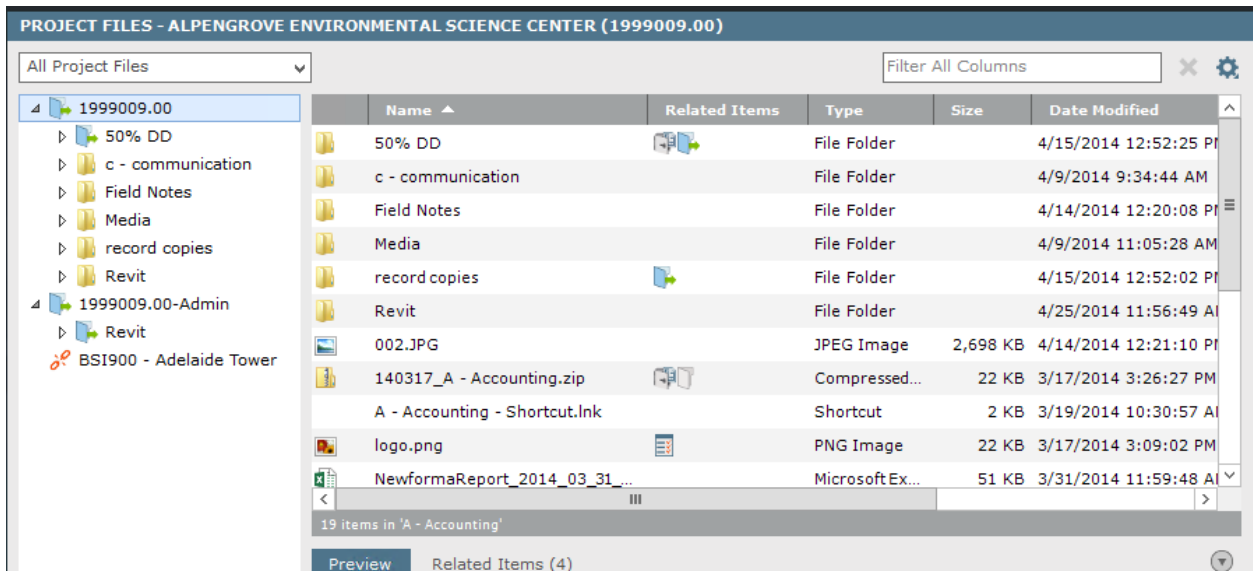 PROJECT FILES - ALPENGROVE ENVIRONMENTAL SCIENCE CENTER (1999009.00)
All Project Files
Filter All Columns
1999009.00
50% DD
c - communication
Field Notes
Media
record copies
Revit
1999009.00-Admin
Revit
BSI900 - Adelaide Tower
Name Related Items Type Size Date Modified
50% DD File Folder 4/15/2014 12:52:25 PM
c - communication File Folder 4/9/2014 9:34:44 AM
Field Notes File Folder 4/14/2014 12:20:08 PM
Media File Folder 4/9/2014 11:05:28 AM
record copies File Folder 4/15/2014 12:52:02 PM
Revit File Folder 4/25/2014 11:56:49 AM
002.JPG JPEG Image 2,698 KB 4/14/2014 12:21:10 PM
140317_A - Accounting.zip Compressed... 22 KB 3/17/2014 3:26:27 PM
A - Accounting - Shortcut.lnk Shortcut 2 KB 3/19/2014 10:30:57 AM
logo.png PNG Image 22 KB 3/17/2014 3:09:02 PM
NewformaReport_2014_03_31_... Microsoft Ex... 51 KB 3/31/2014 11:59:48 AM
19 items in 'A - Accounting'
Preview Related Items (4)